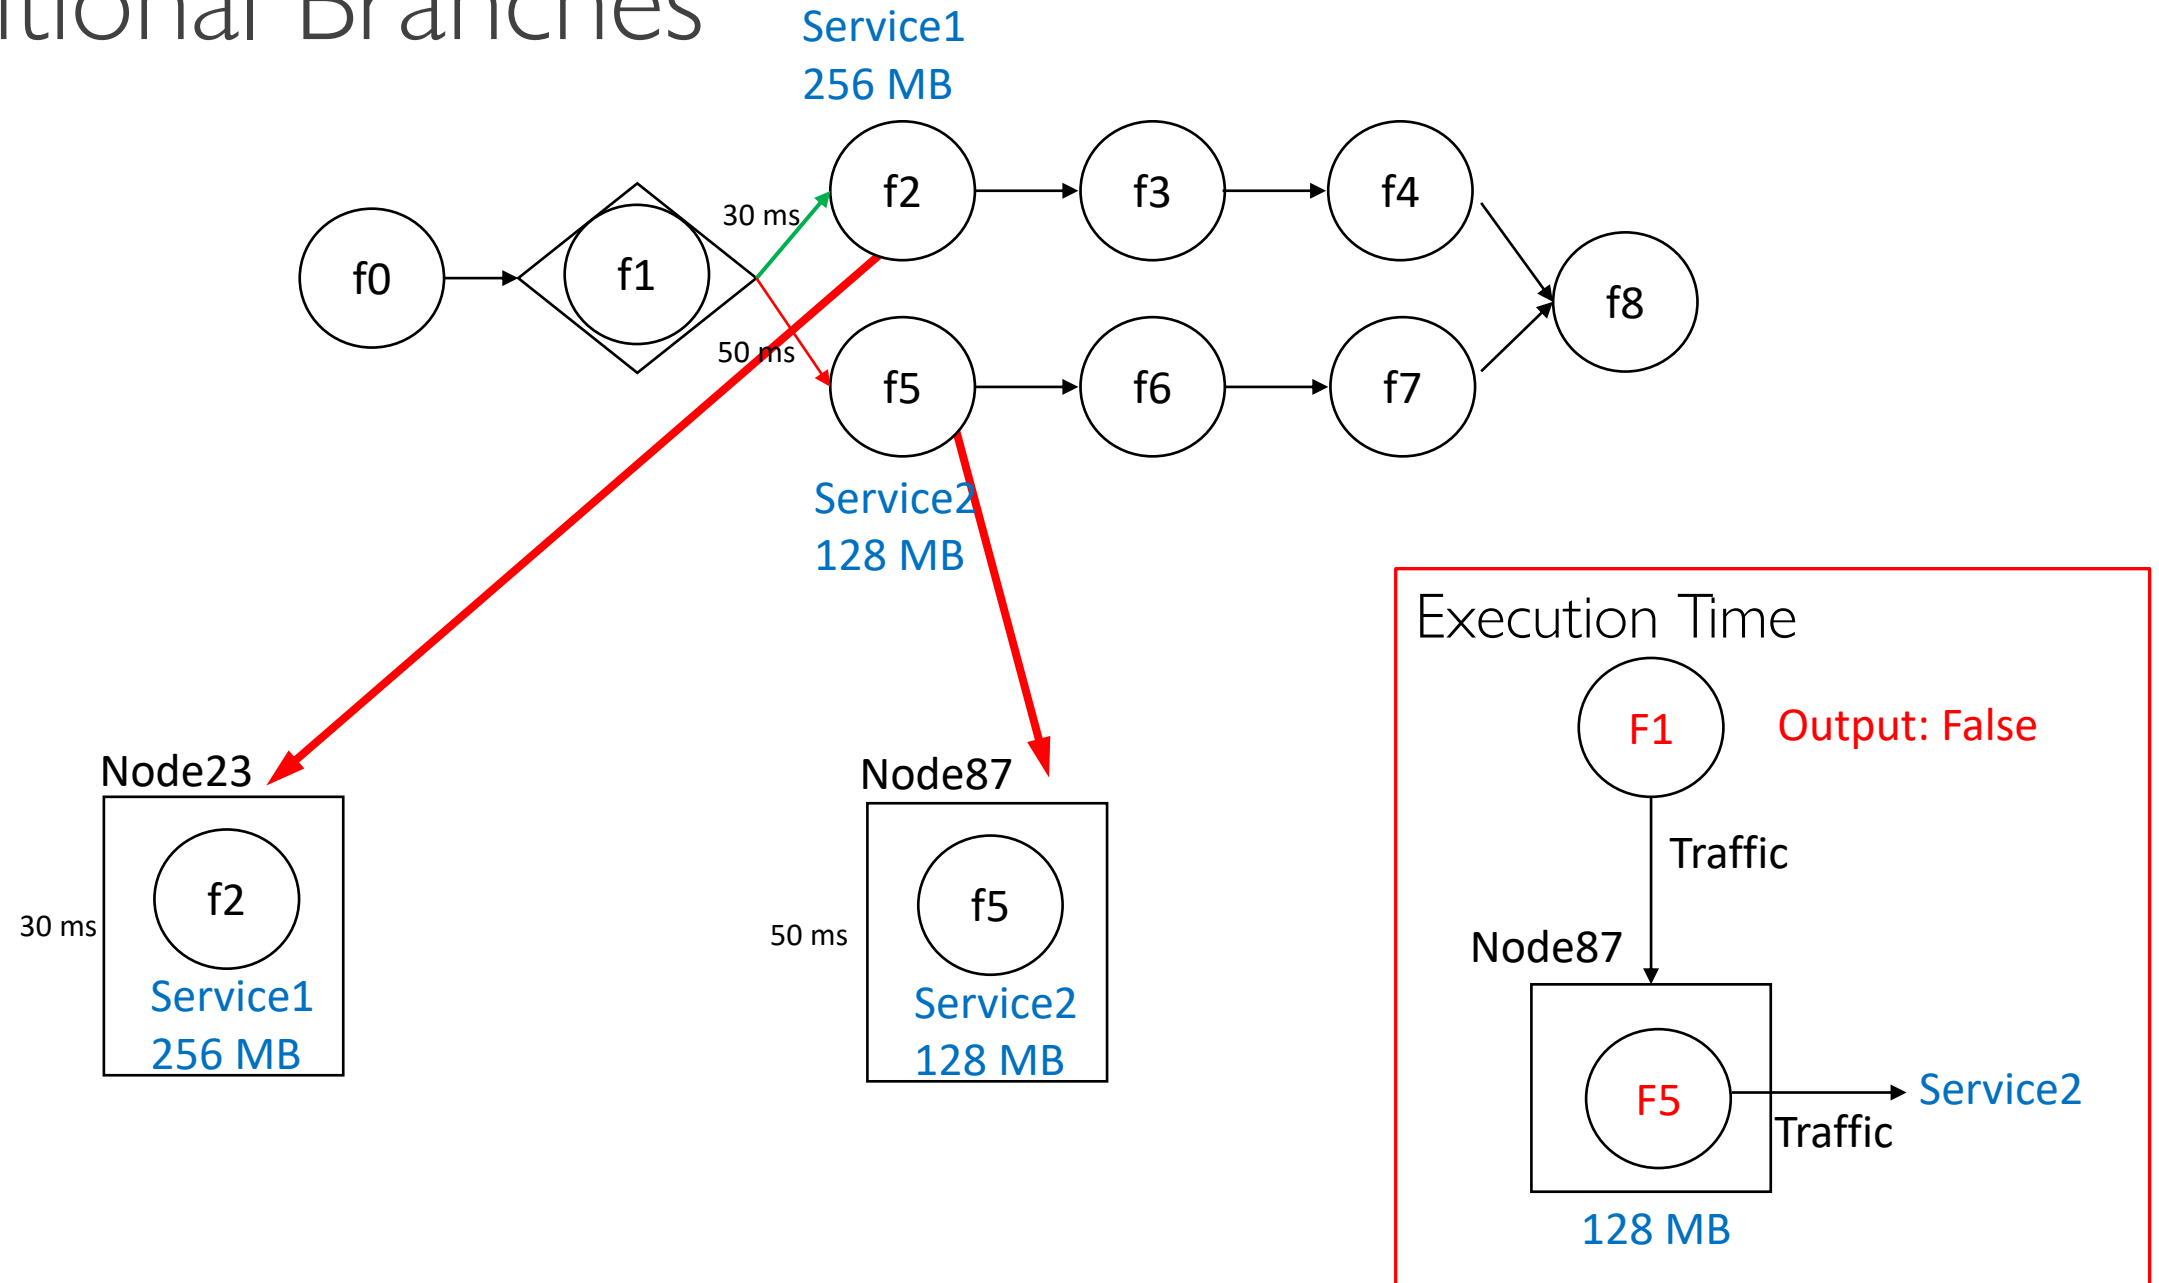 itional Branches
Service1
256 MB
30 ms
f2
f3
f4
f0
f1
f8
50 ms
f5
f6
f7
Service2
128 MB
Execution Time
F1
Output: False
Traffic
Node87
F5
Service2
Traffic
128 MB
Node23
f2
30 ms
Service1
256 MB
Node87
f5
50 ms
Service2
128 MB